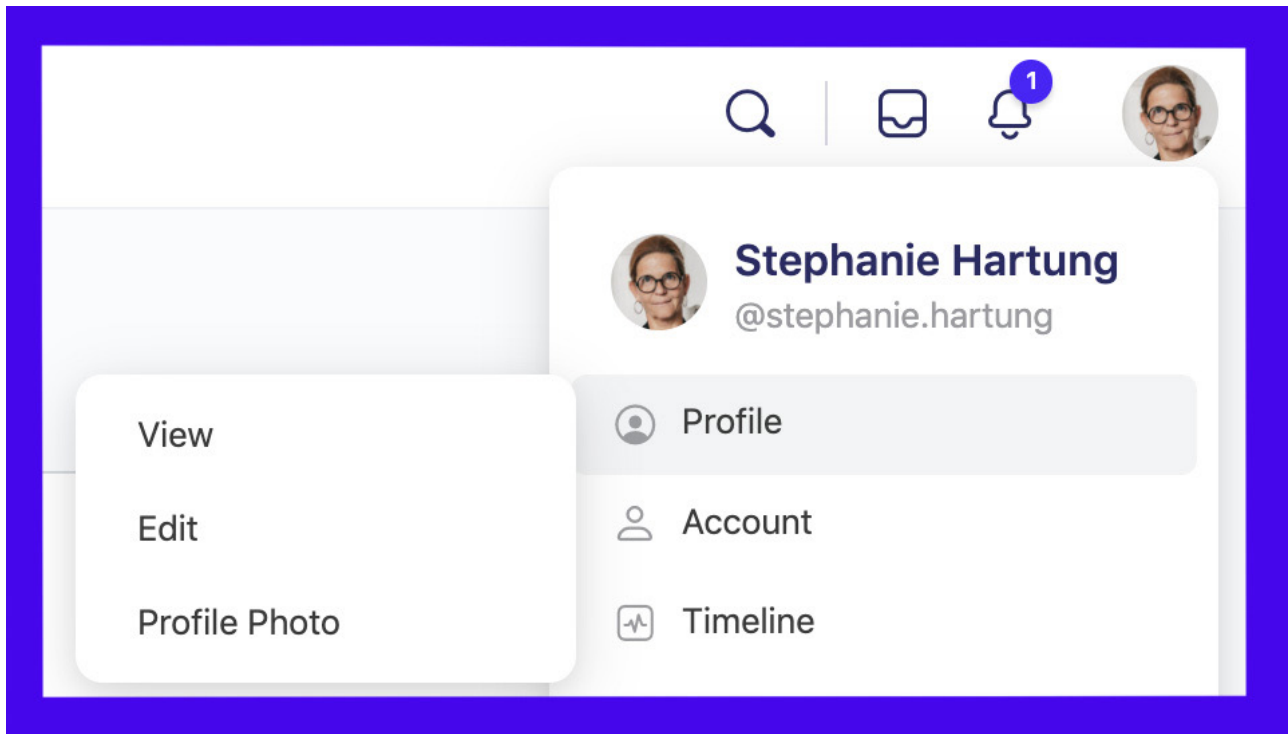 1
Stephanie Hartung
@stephanie.hartung
Profile
Account
Timeline
View
Edit
Profile Photo